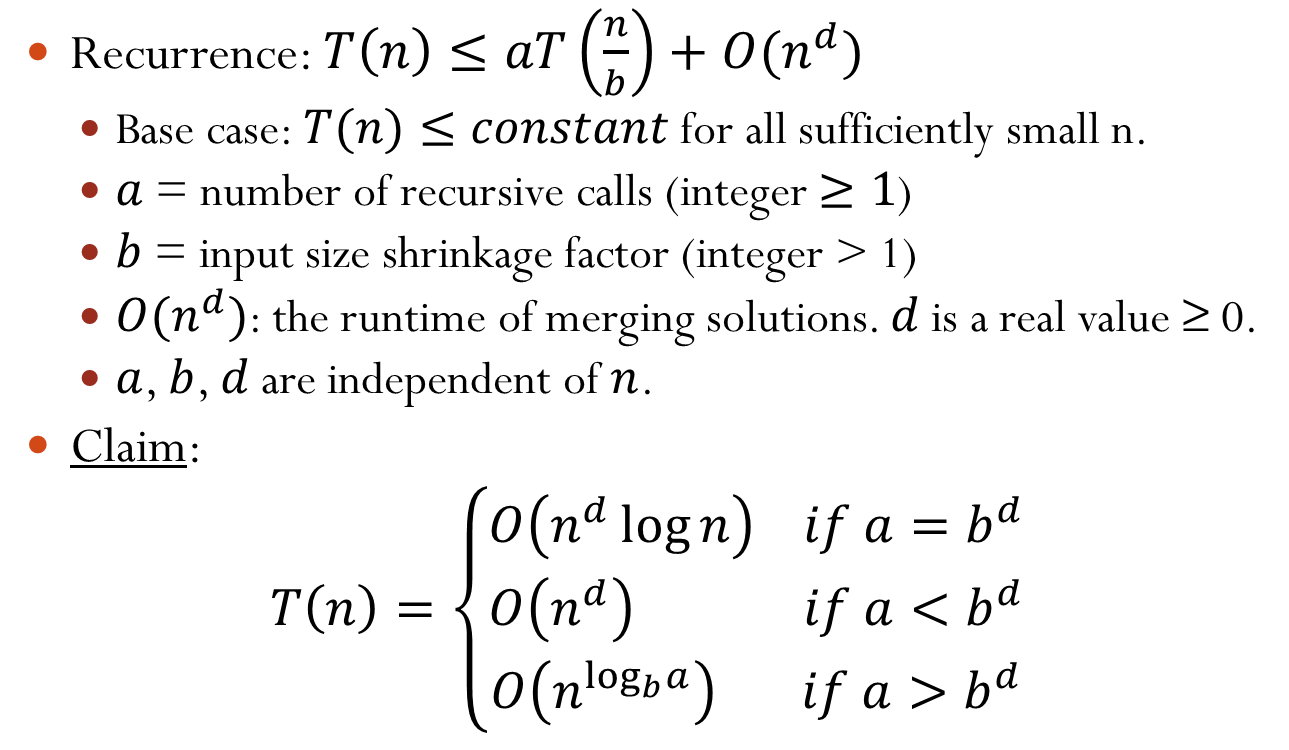 • Recurrence: T(n) ≤ aT(n/b) + O(n^d)
• Base case: T(n) ≤ constant for all sufficiently small n.
• a = number of recursive calls (integer ≥ 1)
• b = input size shrinkage factor (integer > 1)
• O(n^d): the runtime of merging solutions. d is a real value ≥ 0.
• a, b, d are independent of n.
• Claim:
T(n) = { O(n^d log n) if a = b^d
O(n^d) if a < b^d
O(n^(log_b a)) if a > b^d